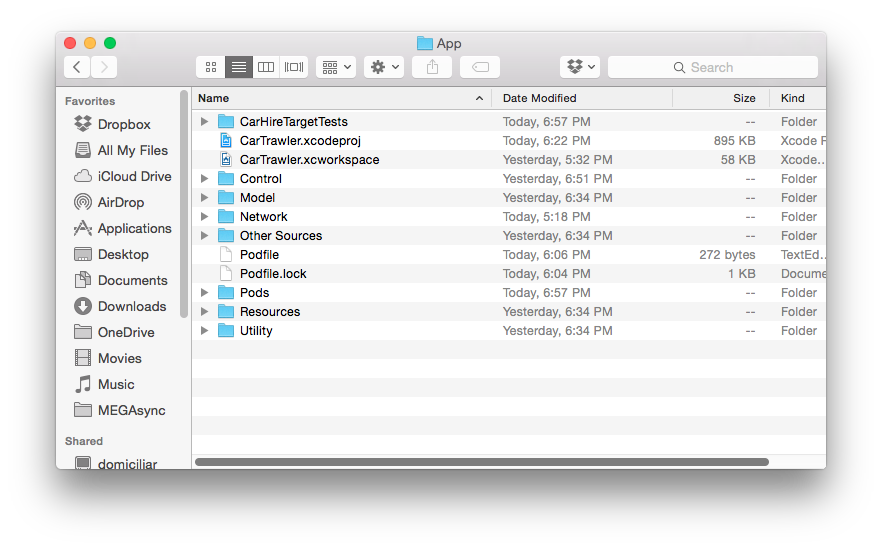 App
Search
Favorites
Dropbox
All My Files
iCloud Drive
AirDrop
Applications
Desktop
Documents
Downloads
OneDrive
Movies
Music
MEGAsync
Shared
domiciliar
Name Date Modified Size Kind
CarHireTargetTests Today, 6:57 PM -- Folder
CarTrawler.xcodeproj Today, 6:22 PM 895 KB Xcode P
CarTrawler.xcworkspace Yesterday, 5:32 PM 58 KB Xcode...
Control Yesterday, 6:51 PM -- Folder
Model Yesterday, 6:34 PM -- Folder
Network Today, 5:18 PM -- Folder
Other Sources Yesterday, 6:34 PM -- Folder
Podfile Today, 6:06 PM 272 bytes TextEd...
Podfile.lock Today, 6:04 PM 1 KB Docume
Pods Today, 6:57 PM -- Folder
Resources Yesterday, 6:34 PM -- Folder
Utility Yesterday, 6:34 PM -- Folder